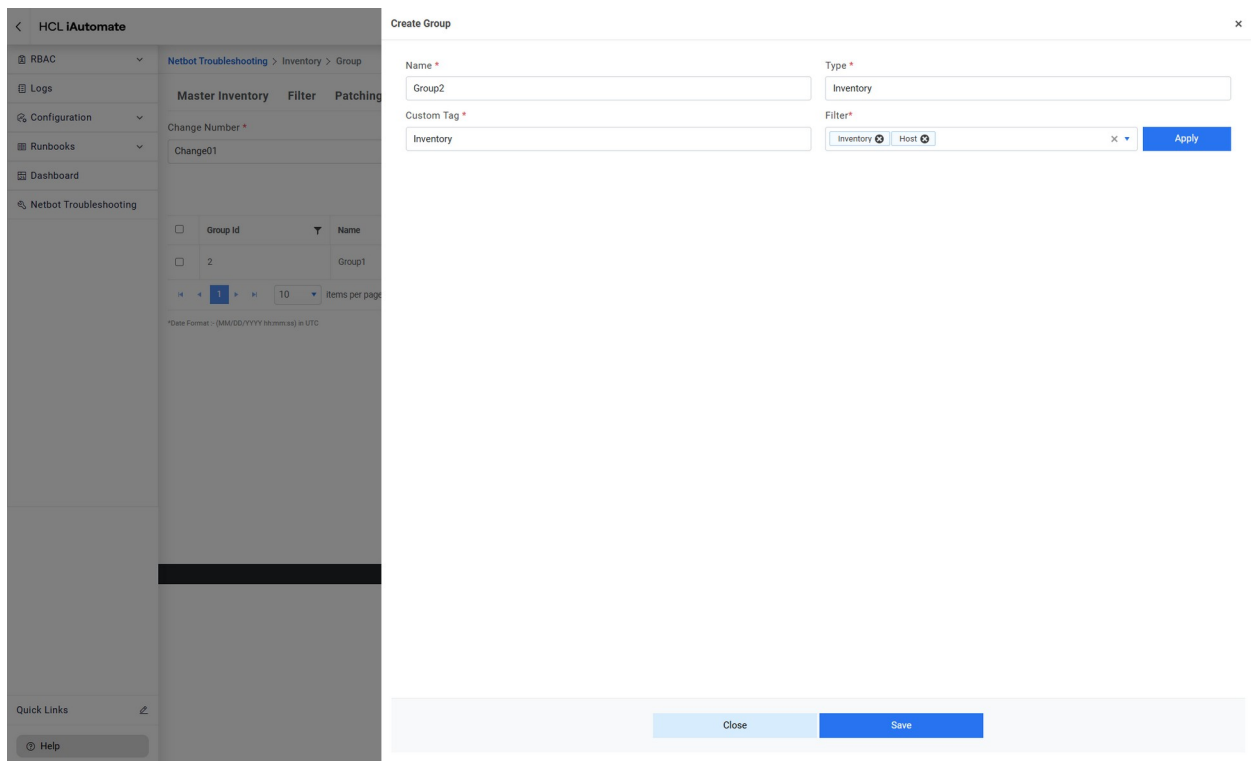 HCL iAutomate
RBAC
Logs
Configuration
Runbooks
Dashboard
Netbot Troubleshooting
Quick Links
Help
Netbot Troubleshooting > Inventory > Group
Master Inventory Filter Patching
Change Number *
Change01
Group Id Name
2 Group1
1 10 items per page
*Date Format :- (MM/DD/YYYY hh:mm:ss) in UTC
Create Group
Name * Type *
Group2 Inventory
Custom Tag * Filter*
Inventory Inventory Host Apply
Close Save